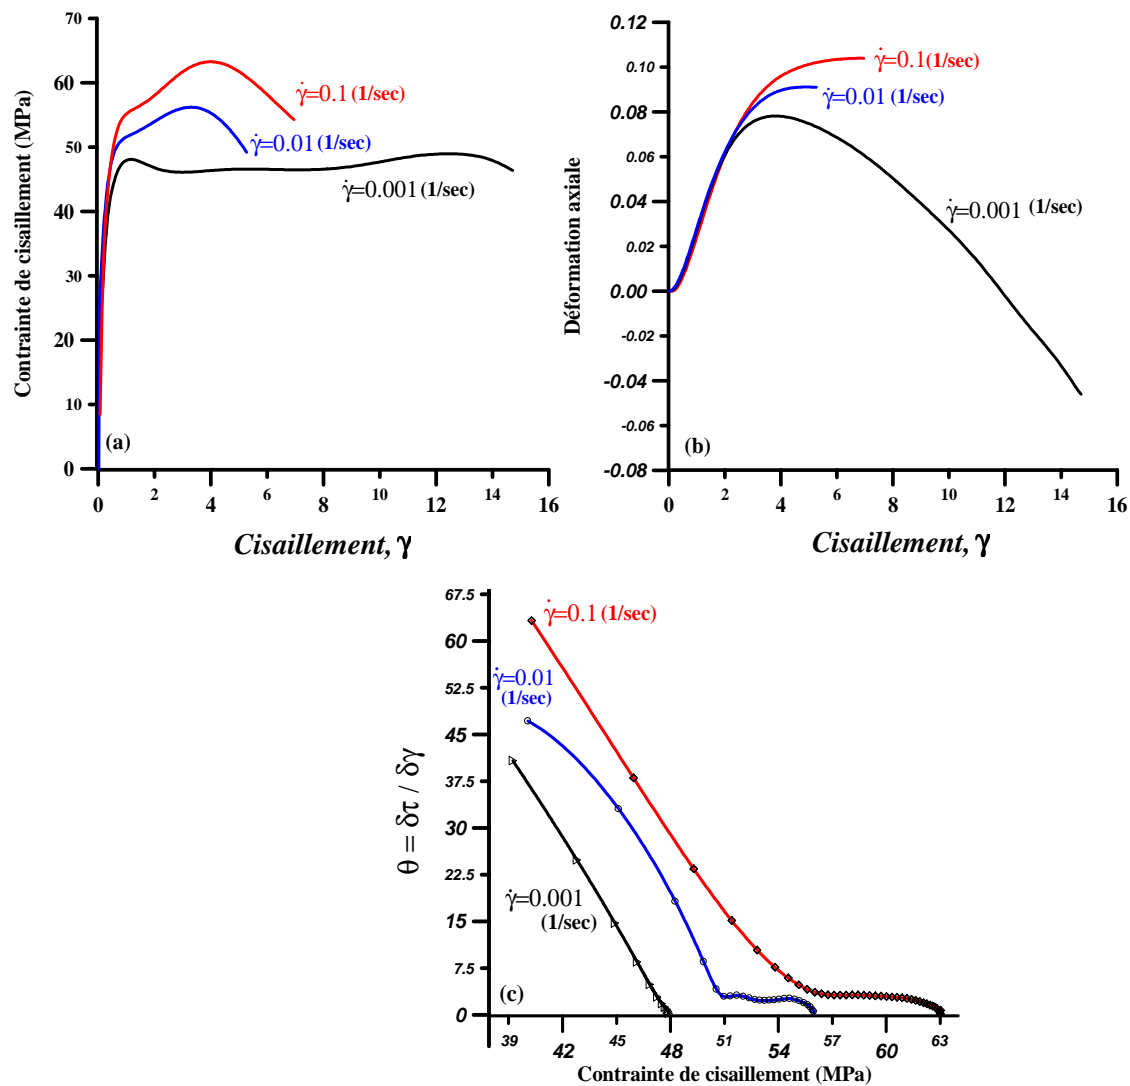 70
60
50
40
30
20
10
0
Contrainte de cisaillement (MPa)
γ̇=0.1 (1/sec)
γ̇=0.01 (1/sec)
γ̇=0.001 (1/sec)
(a)
0 2 4 6 8 10 12 14 16
Cisaillement, γ
0.12
0.10
0.08
0.06
0.04
0.02
0.00
-0.02
-0.04
-0.06
-0.08
Déformation axiale
γ̇=0.1 (1/sec)
γ̇=0.01 (1/sec)
γ̇=0.001 (1/sec)
(b)
0 2 4 6 8 10 12 14 16
Cisaillement, γ
67.5
60
52.5
45
37.5
30
22.5
15
7.5
0
θ = δτ / δγ
γ̇=0.1 (1/sec)
γ̇=0.01
(1/sec)
γ̇=0.001
(1/sec)
(c)
39 42 45 48 51 54 57 60 63
Contrainte de cisaillement (MPa)